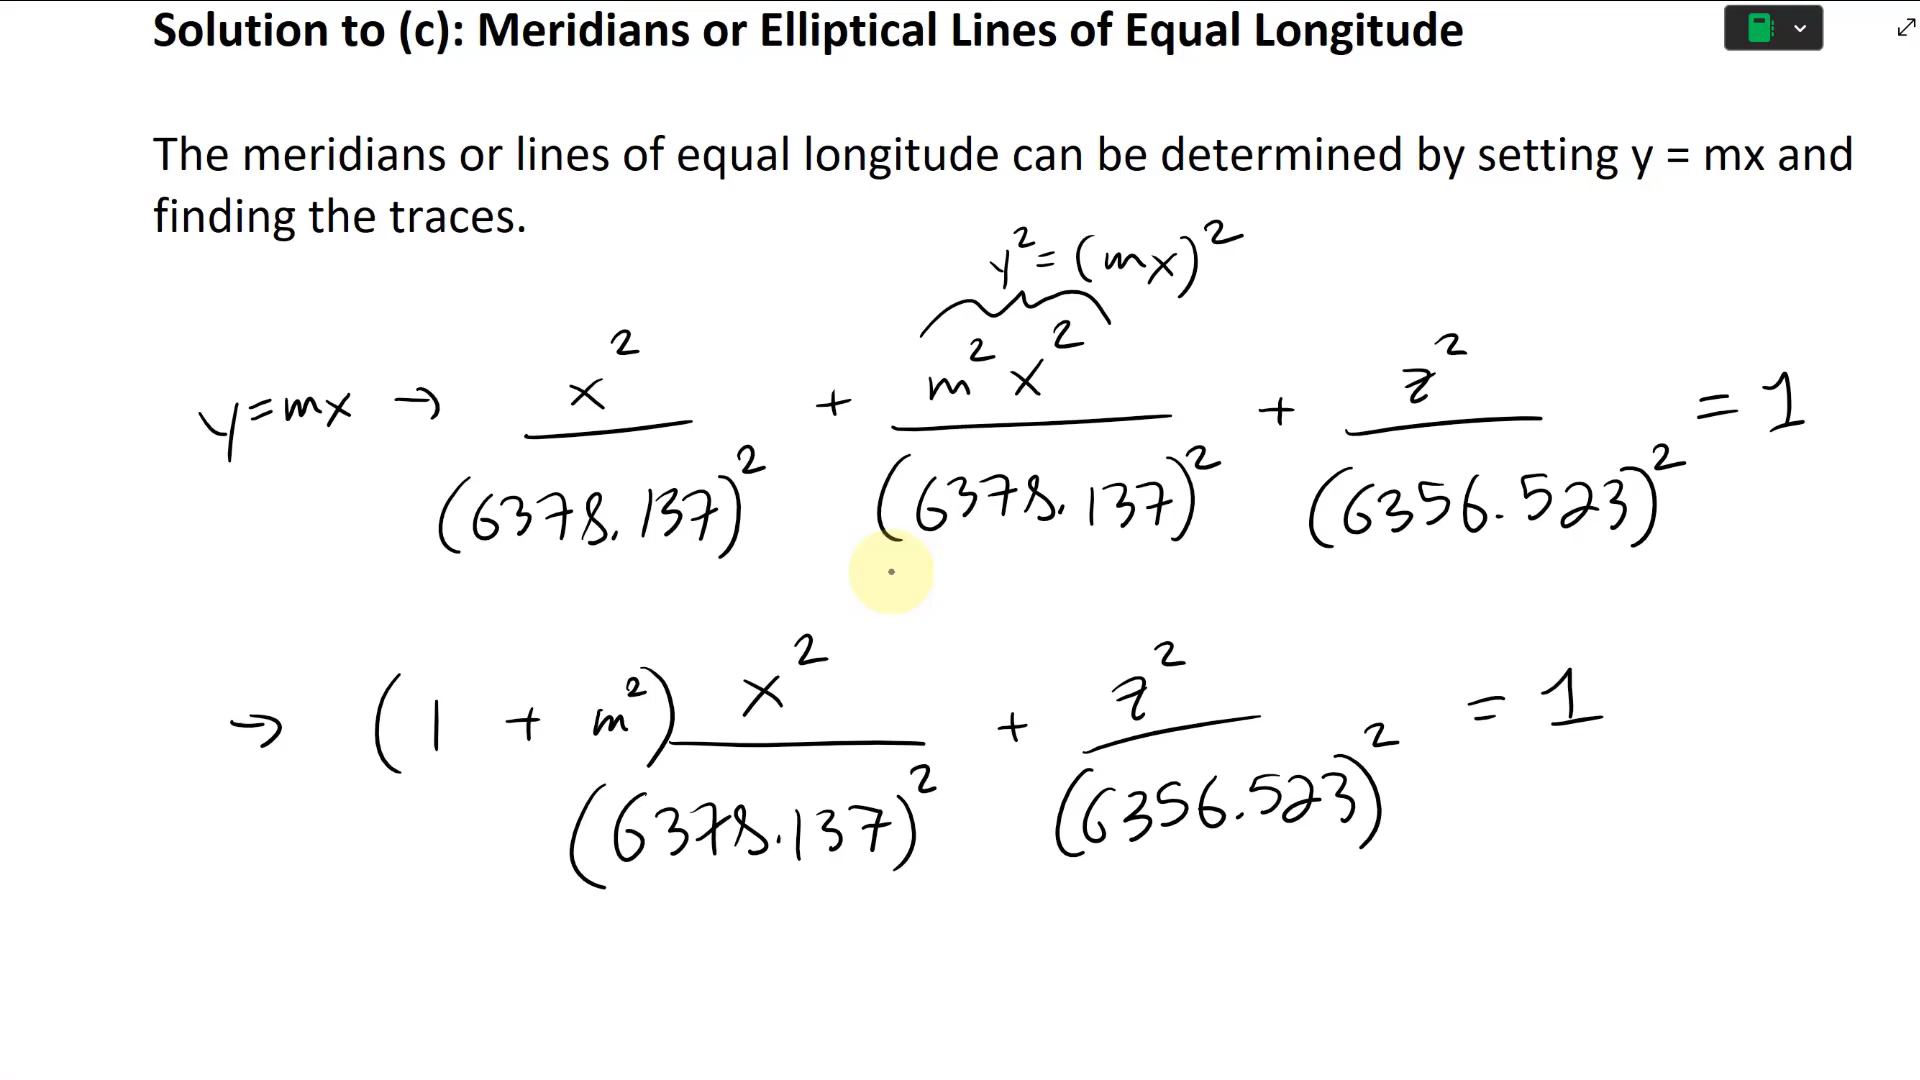 Solution to (c): Meridians or Elliptical Lines of Equal Longitude
The meridians or lines of equal longitude can be determined by setting y = mx and
finding the traces.
y² = (mx)²
y=mx → x²/(6378.137)² + m²x²/(6378.137)² + z²/(6356.523)² = 1
→ (1 + m²) x²/(6378.137)² + z²/(6356.523)² = 1